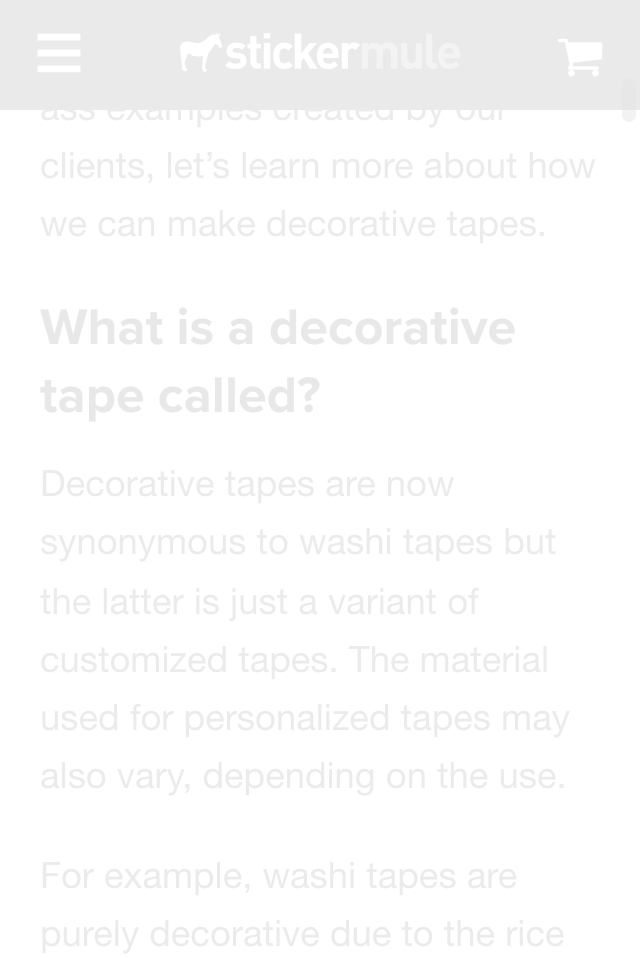 stickermule
ass examples created by our
clients, let’s learn more about how
we can make decorative tapes.
What is a decorative
tape called?
Decorative tapes are now
synonymous to washi tapes but
the latter is just a variant of
customized tapes. The material
used for personalized tapes may
also vary, depending on the use.
For example, washi tapes are
purely decorative due to the rice